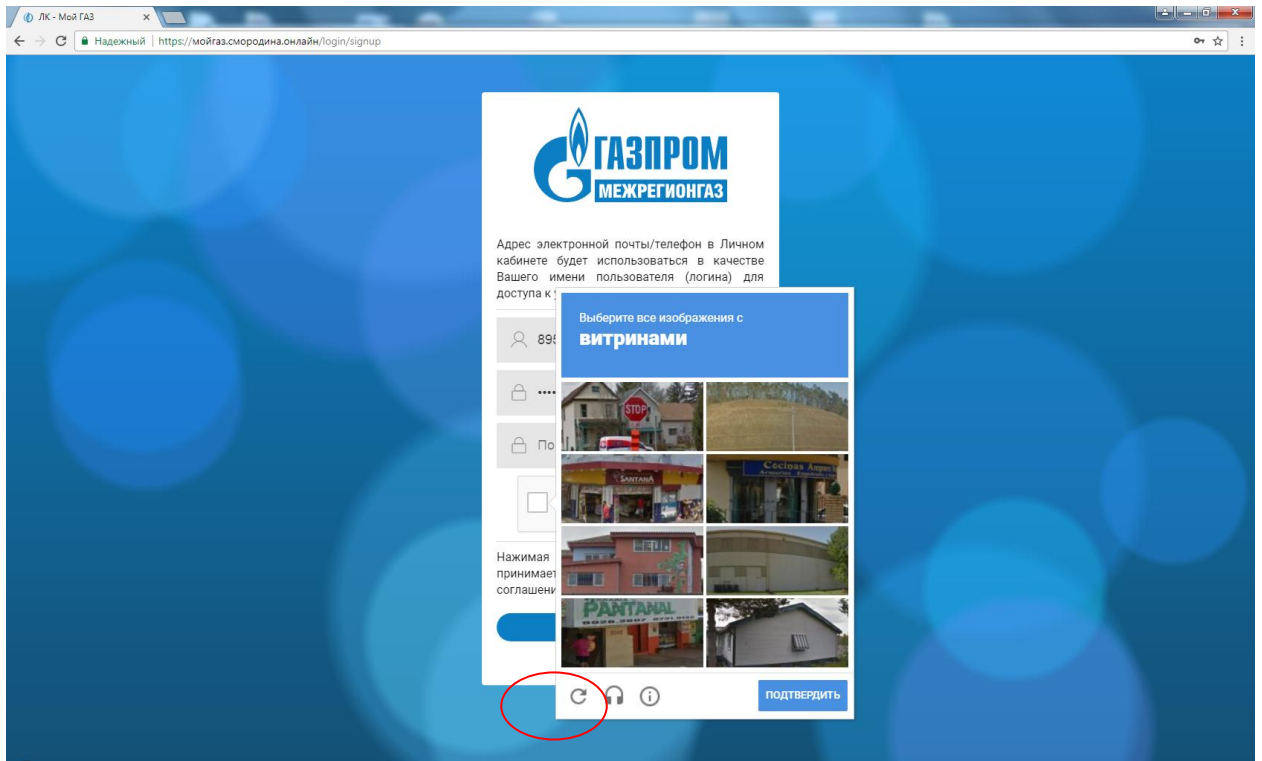 ЛК - Мой ГАЗ
Надежный | https://мойгаз.смородина.онлайн/login/signup
ГАЗПРОМ
МЕЖРЕГИОНГАЗ
Адрес электронной почты/телефон в Личном
кабинете будет использоваться в качестве
Вашего имени пользователя (логина) для
доступа к
895
По
Нажимая
принимает
соглашени
Выберите все изображения с
витринами
STOP
SANTANA
Cocinas
PANTANAL
ПОДТВЕРДИТЬ